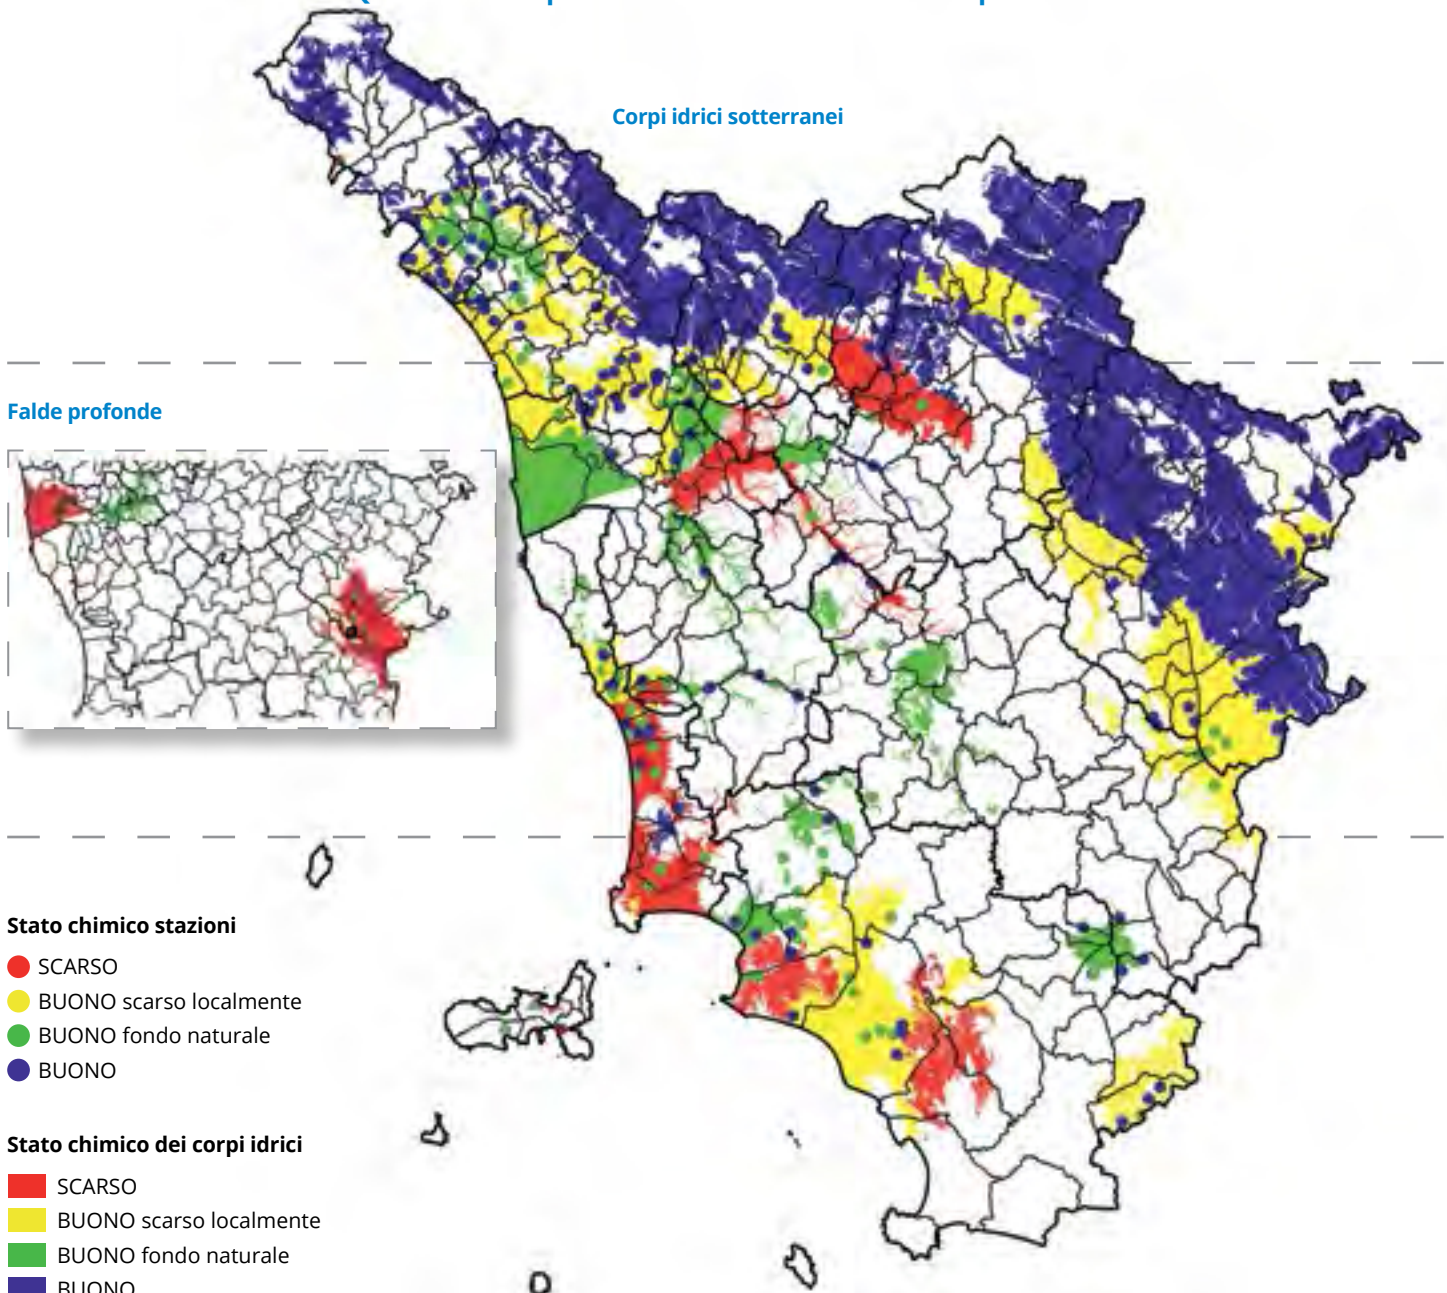 Corpi idrici sotterranei
Falde profonde
Stato chimico stazioni
SCARSO
BUONO scarso localmente
BUONO fondo naturale
BUONO
Stato chimico dei corpi idrici
SCARSO
BUONO scarso localmente
BUONO fondo naturale
BUONO